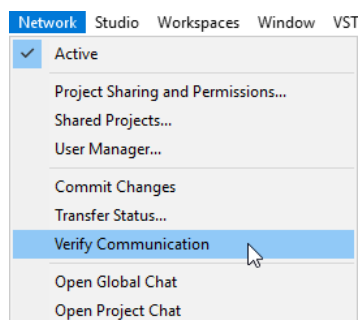 Network Studio Workspaces Window VST
Active
Project Sharing and Permissions...
Shared Projects...
User Manager...
Commit Changes
Transfer Status...
Verify Communication
Open Global Chat
Open Project Chat